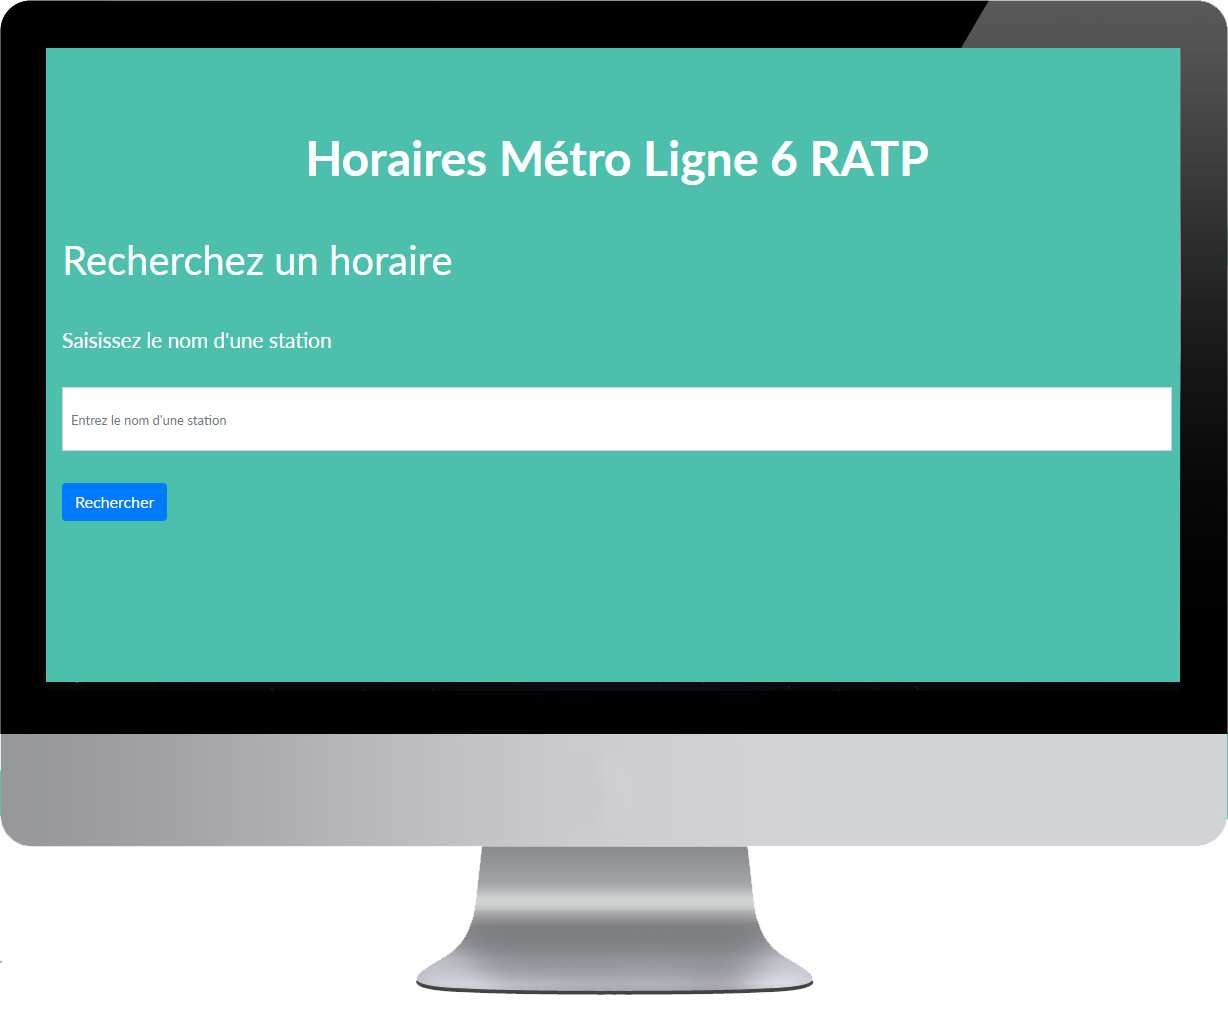 Horaires Métro Ligne 6 RATP
Recherchez un horaire
Saisissez le nom d'une station
Entrez le nom d'une station
Rechercher